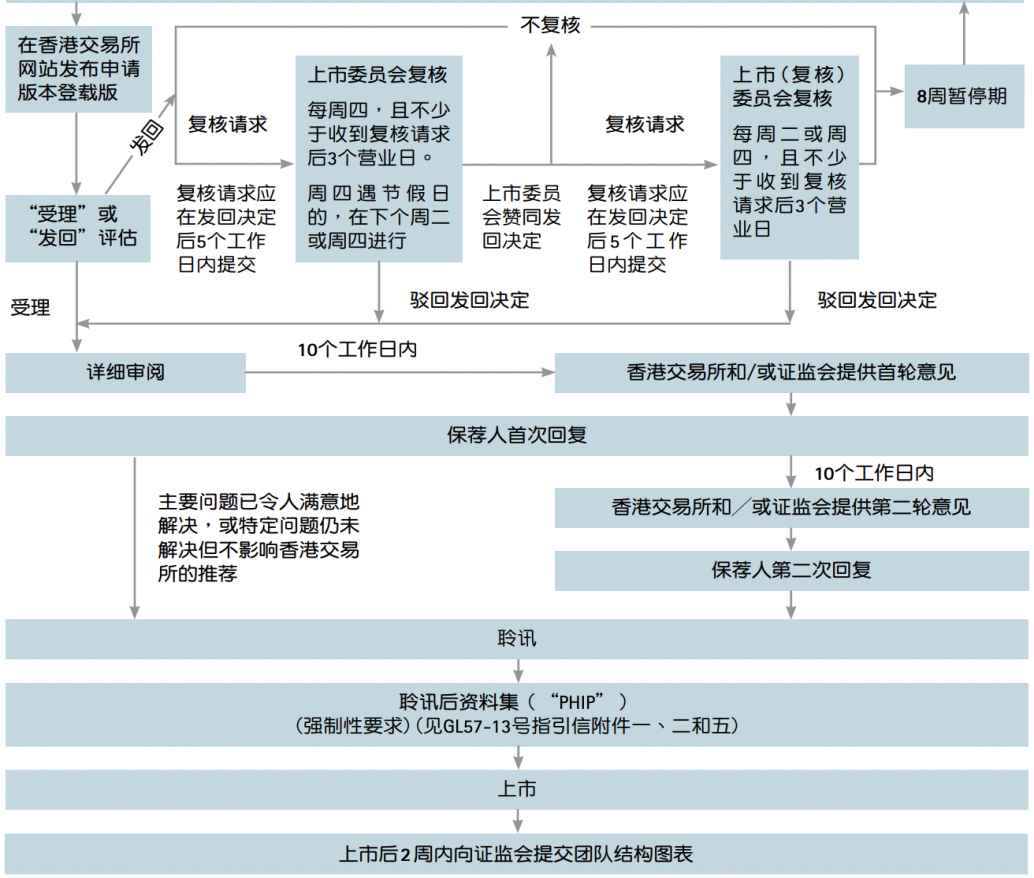 不复核
在香港交易所
网站发布申请
版本登载版
发回
复核请求
上市委员会复核
每周四，且不少
于收到复核请求
后3个营业日。
周四遇节假日
的，在下个周二
或周四进行
复核请求
上市（复核）
委员会复核
每周二或周
四，且不少
于收到复核
请求后3个营
业日
8周暂停期
“受理”或
“发回”评估
复核请求应
在发回决定
后5个工作
日内提交
上市委员
会赞同发
回决定
复核请求应
在发回决定
后5个工作
日内提交
受理
驳回发回决定
驳回发回决定
详细审阅
10个工作日内
香港交易所和/或证监会提供首轮意见
保荐人首次回复
10个工作日内
主要问题已令人满意地
解决，或特定问题仍未
解决但不影响香港交易
所的推荐
香港交易所和／或证监会提供第二轮意见
保荐人第二次回复
聆讯
聆讯后资料集（“PHIP”）
(强制性要求)(见GL57-13号指引信附件一、二和五)
上市
上市后2周内向证监会提交团队结构图表